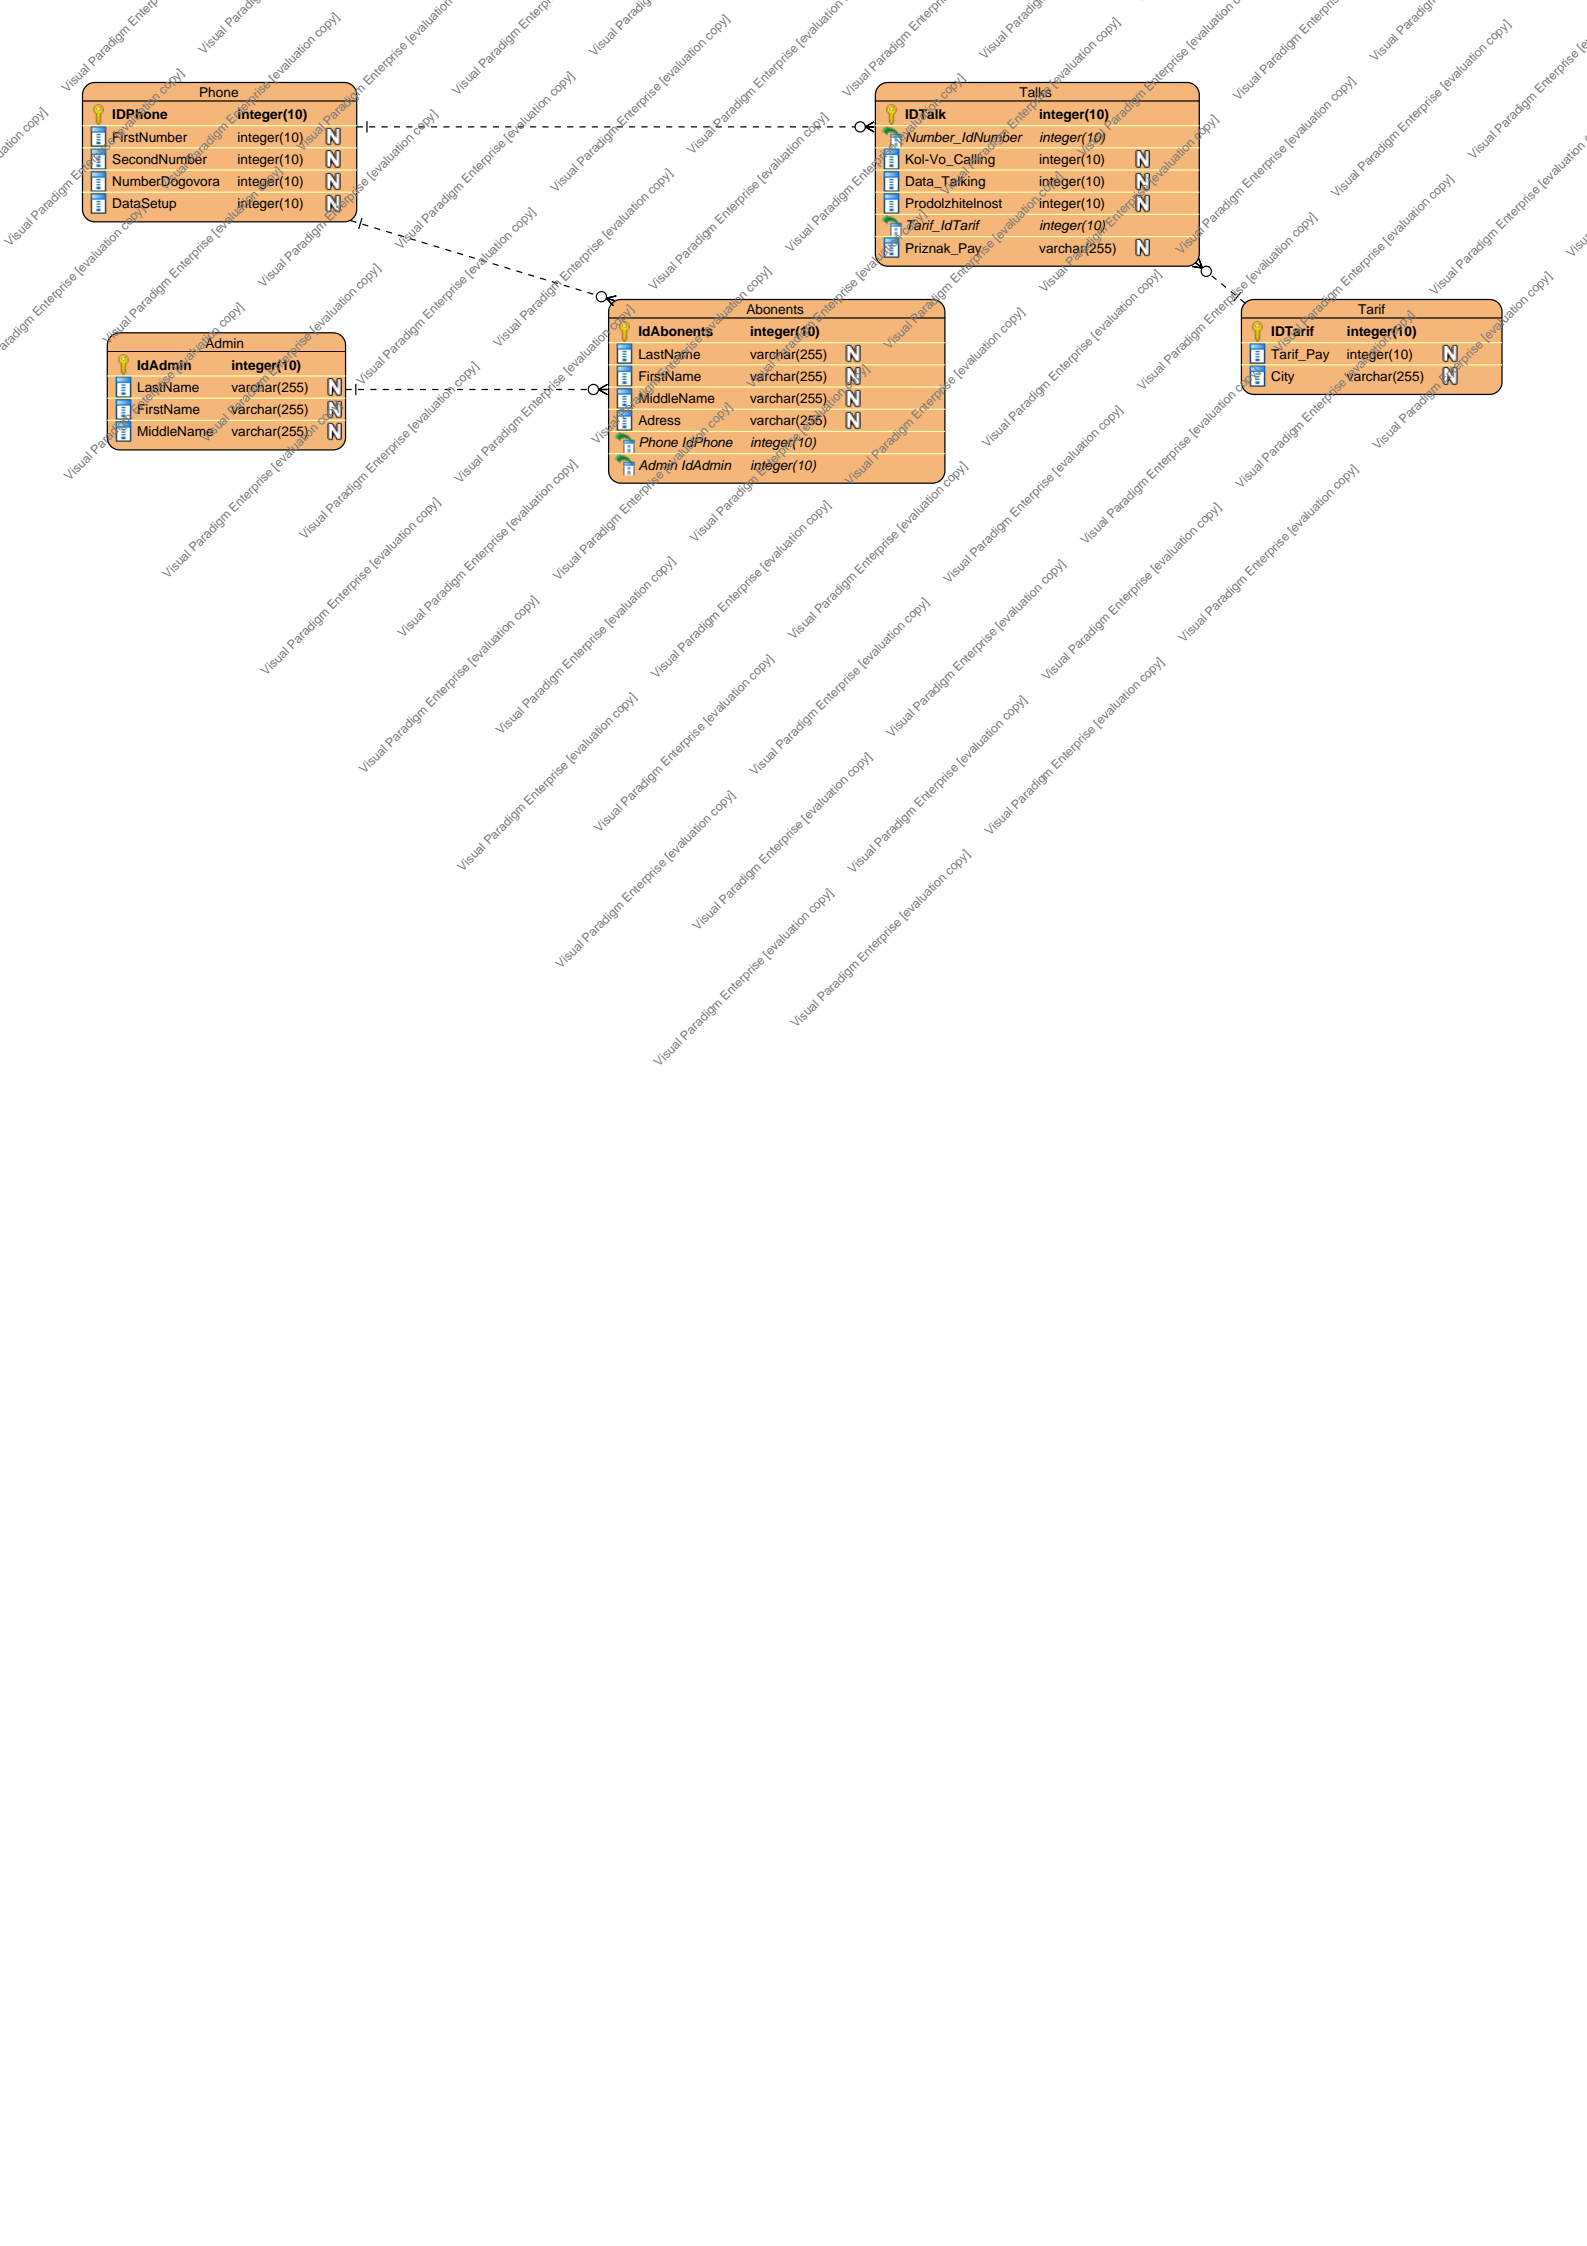 Phone
IDPhone integer(10)
FirstNumber integer(10) N
SecondNumber integer(10) N
NumberDogovora integer(10) N
DataSetup integer(10) N
Talks
IDTalk integer(10)
Number_IdNumber integer(10)
Kol-Vo_Calling integer(10) N
Data_Talking integer(10) N
Prodolzhitelnost integer(10) N
Tarif_IdTarif integer(10)
Priznak_Pay varchar(255) N
Admin
IdAdmin integer(10)
LastName varchar(255) N
FirstName varchar(255) N
MiddleName varchar(255) N
Abonents
IdAbonents integer(10)
LastName varchar(255) N
FirstName varchar(255) N
MiddleName varchar(255) N
Adress varchar(255) N
Phone IdPhone integer(10)
Admin IdAdmin integer(10)
Tarif
IDTarif integer(10)
Tarif_Pay integer(10) N
City varchar(255) N
Visual Paradigm Enterprise [evaluation copy]